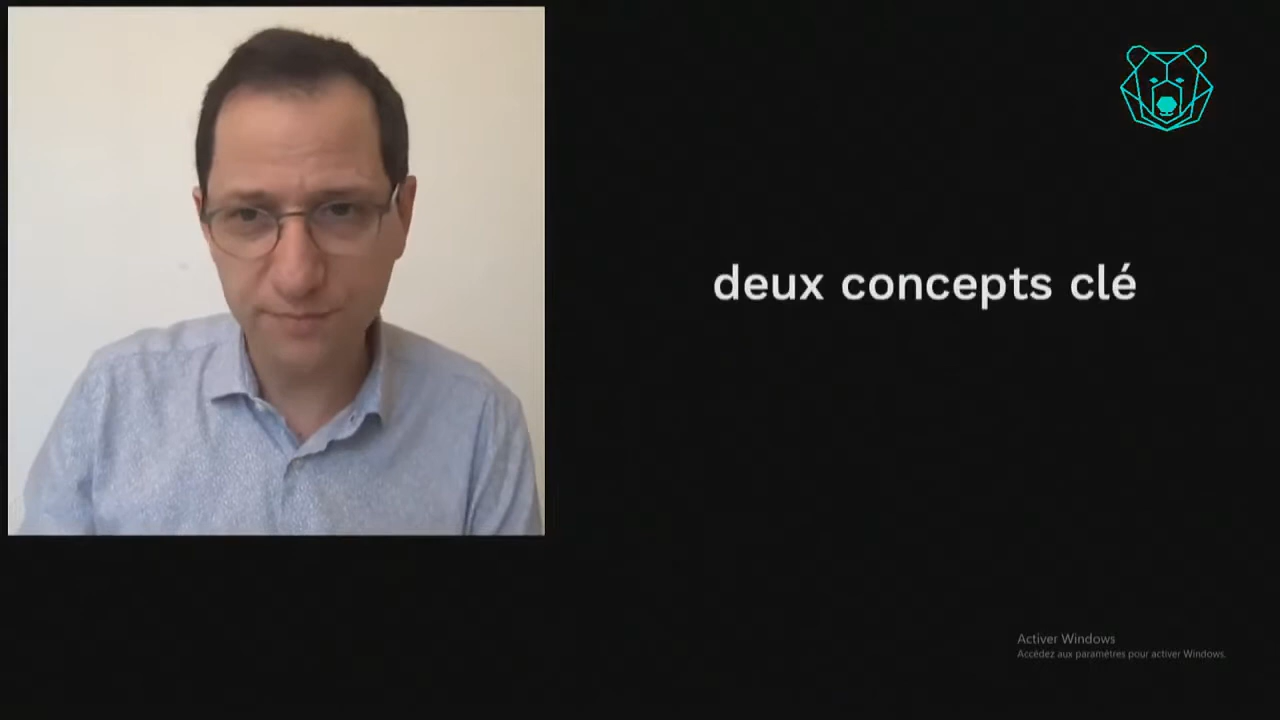 deux concepts clé
Activer Windows
Accédez aux paramètres pour activer Windows.